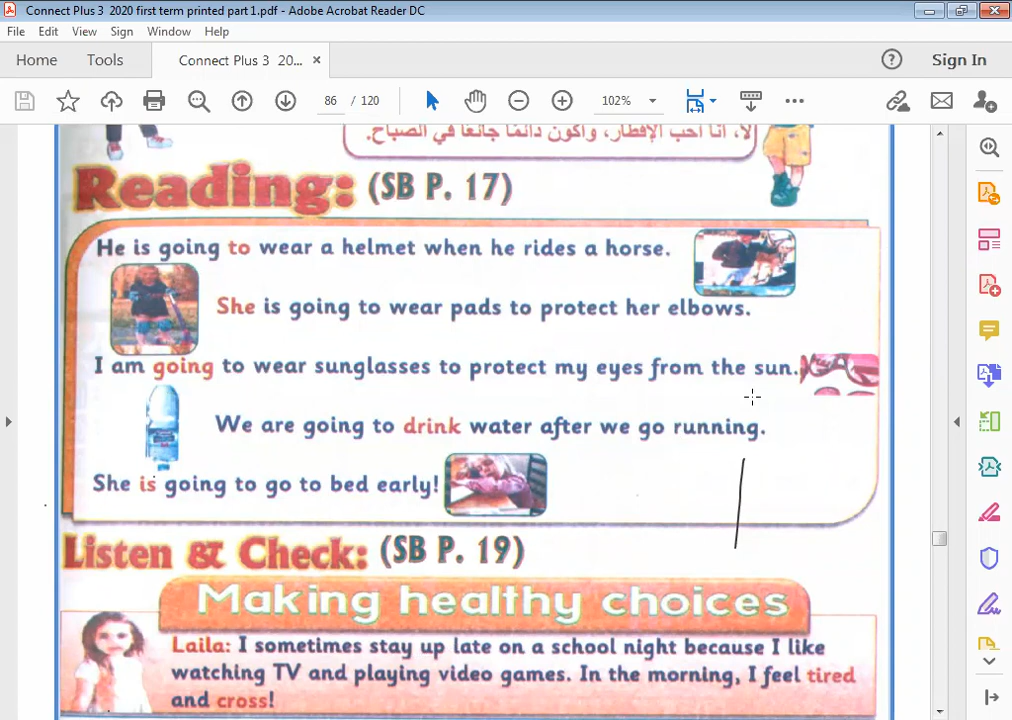 Connect Plus 3 2020 first term printed part 1.pdf - Adobe Acrobat Reader DC
File Edit View Sign Window Help
Home Tools Connect Plus 3 20... × Sign In
86 / 120 102%
لا، أنا أحب الإفطار، وأكون دائمًا جائعًا في الصباح.
Reading: (SB P. 17)
He is going to wear a helmet when he rides a horse.
She is going to wear pads to protect her elbows.
I am going to wear sunglasses to protect my eyes from the sun.
We are going to drink water after we go running.
She is going to go to bed early!
Listen & Check: (SB P. 19)
Making healthy choices
Laila: I sometimes stay up late on a school night because I like
watching TV and playing video games. In the morning, I feel tired
and cross!